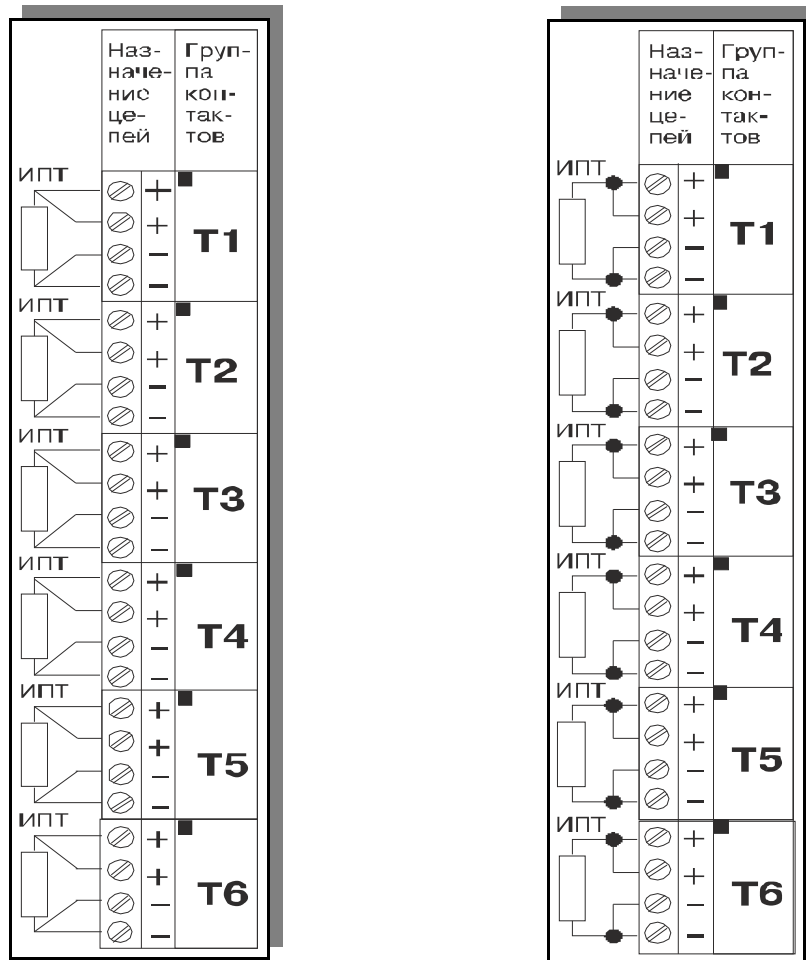 Наз-
наче-
ние
це-
пей
Груп-
па
кон-
так-
тов
ИПТ
+
+
−
−
Т1
ИПТ
+
+
−
−
Т2
ИПТ
+
+
−
−
Т3
ИПТ
+
+
−
−
Т4
ИПТ
+
+
−
−
Т5
ИПТ
+
+
−
−
Т6
Наз-
наче-
ние
це-
пей
Груп-
па
кон-
так-
тов
ИПТ
+
+
−
−
Т1
ИПТ
+
+
−
−
Т2
ИПТ
+
+
−
−
Т3
ИПТ
+
+
−
−
Т4
ИПТ
+
+
−
−
Т5
ИПТ
+
+
−
−
Т6